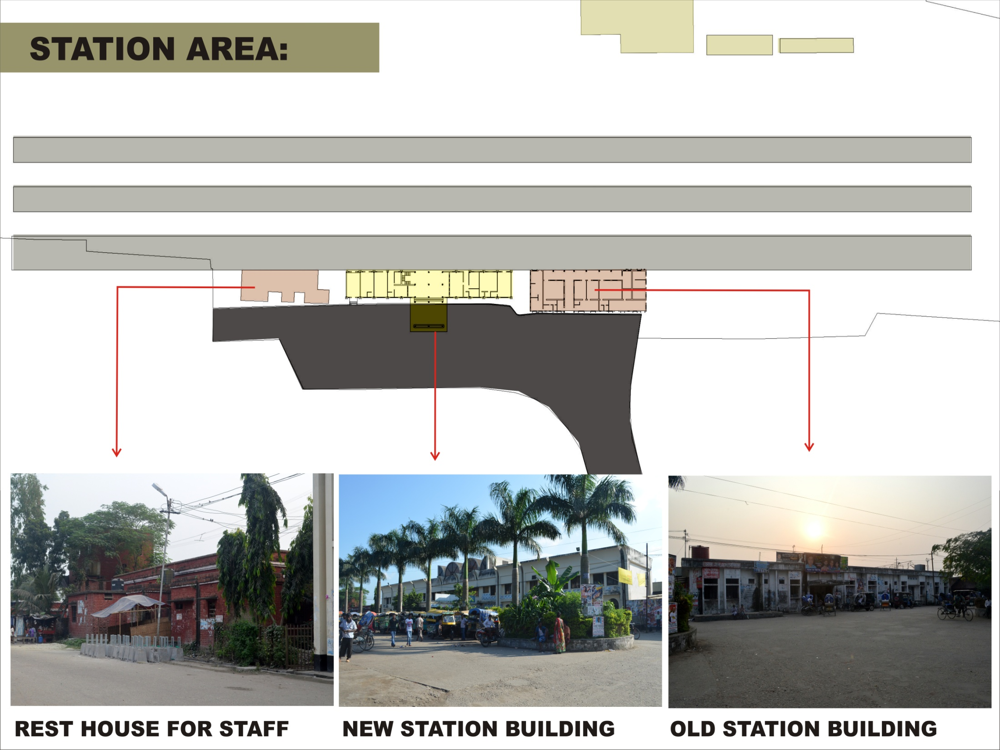 STATION AREA:
REST HOUSE FOR STAFF
NEW STATION BUILDING
OLD STATION BUILDING